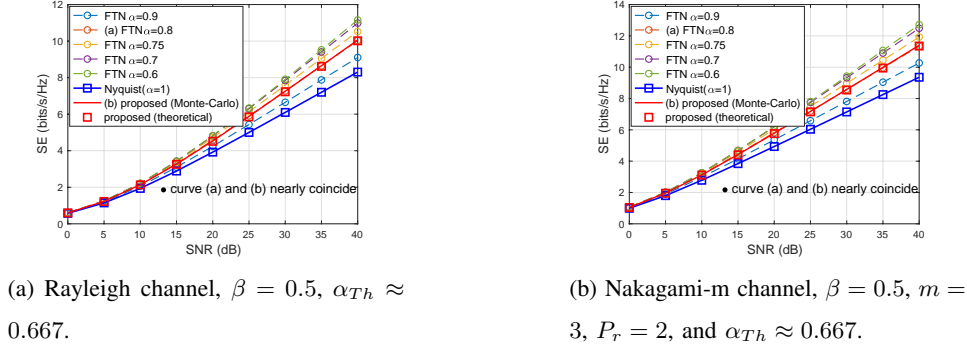 12
10
8
6
4
2
0
SE (bits/s/Hz)
FTN α=0.9
(a) FTNα=0.8
FTN α=0.75
FTN α=0.7
FTN α=0.6
Nyquist(α=1)
(b) proposed (Monte-Carlo)
proposed (theoretical)
• curve (a) and (b) nearly coincide
0 5 10 15 20 25 30 35 40
SNR (dB)
(a) Rayleigh channel, β = 0.5, α_Th ≈
0.667.
14
12
10
8
6
4
2
0
SE (bits/s/Hz)
FTN α=0.9
(a) FTNα=0.8
FTN α=0.75
FTN α=0.7
FTN α=0.6
Nyquist(α=1)
(b) proposed (Monte-Carlo)
proposed (theoretical)
• curve (a) and (b) nearly coincide
0 5 10 15 20 25 30 35 40
SNR (dB)
(b) Nakagami-m channel, β = 0.5, m =
3, P_r = 2, and α_Th ≈ 0.667.